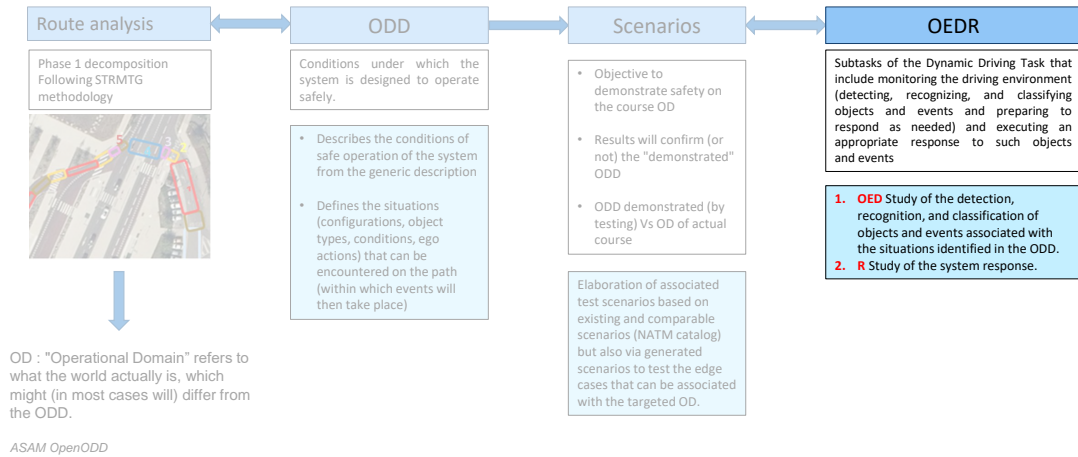 Route analysis
Phase 1 decomposition
Following STRMTG
methodology
5
2
OD : "Operational Domain" refers to
what the world actually is, which
might (in most cases will) differ from
the ODD.
ASAM OpenODD
ODD
Conditions under which the
system is designed to operate
safely.
• Describes the conditions of
safe operation of the system
from the generic description
• Defines the situations
(configurations, object
types, conditions, ego
actions) that can be
encountered on the path
(within which events will
then take place)
Scenarios
• Objective to
demonstrate safety on
the course OD
• Results will confirm (or
not) the "demonstrated"
ODD
• ODD demonstrated (by
testing) Vs OD of actual
course
Elaboration of associated
test scenarios based on
existing and comparable
scenarios (NATM catalog)
but also via generated
scenarios to test the edge
cases that can be associated
with the targeted OD.
OEDR
Subtasks of the Dynamic Driving Task that
include monitoring the driving environment
(detecting, recognizing, and classifying
objects and events and preparing to
respond as needed) and executing an
appropriate response to such objects
and events
1. OED Study of the detection,
recognition, and classification of
objects and events associated with
the situations identified in the ODD.
2. R Study of the system response.